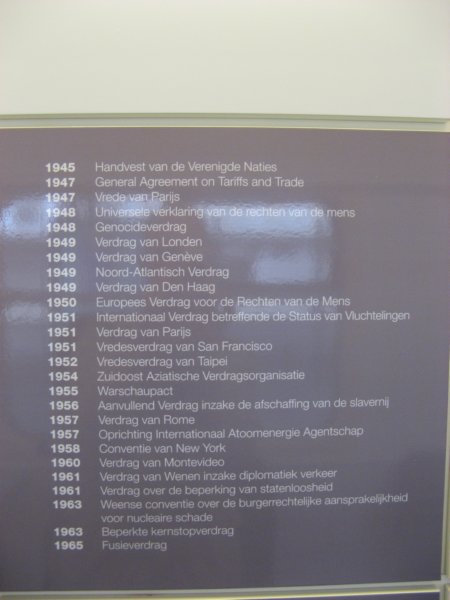 1945 Handvest van de Verenigde Naties
1947 General Agreement on Tariffs and Trade
1947 Vrede van Parijs
1948 Universele verklaring van de rechten van de mens
1948 Genocideverdrag
1949 Verdrag van Londen
1949 Verdrag van Genève
1949 Noord-Atlantisch Verdrag
1949 Verdrag van Den Haag
1950 Europees Verdrag voor de Rechten van de Mens
1951 Internationaal Verdrag betreffende de Status van Vluchtelingen
1951 Verdrag van Parijs
1951 Vredesverdrag van San Francisco
1952 Vredesverdrag van Taipei
1954 Zuidoost Aziatische Verdragsorganisatie
1955 Warschaupact
1956 Aanvullend Verdrag inzake de afschaffing van de slavernij
1957 Verdrag van Rome
1957 Oprichting Internationaal Atoomenergie Agentschap
1958 Conventie van New York
1960 Verdrag van Montevideo
1961 Verdrag van Wenen inzake diplomatiek verkeer
1961 Verdrag over de beperking van statenloosheid
1963 Weense conventie over de burgerrechtelijke aansprakelijkheid
voor nucleaire schade
1963 Beperkte kernstopverdrag
1965 Fusieverdrag